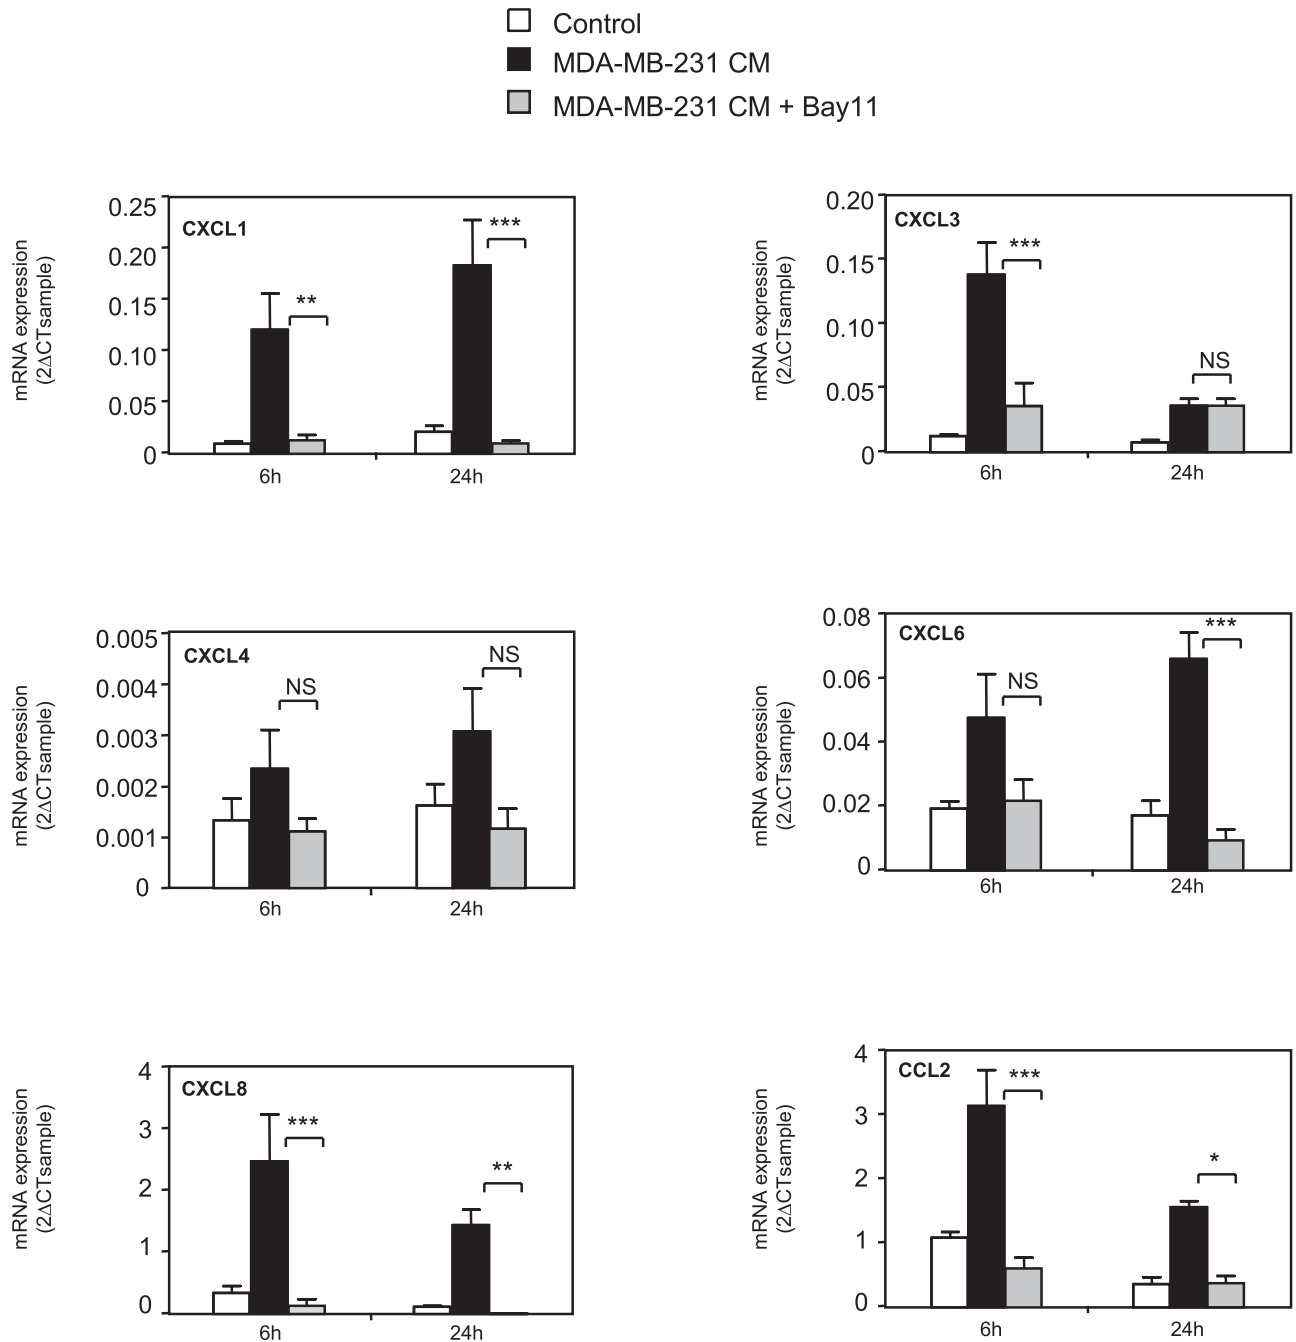 Control
MDA-MB-231 CM
MDA-MB-231 CM + Bay11
CXCL1
mRNA expression
(2ΔCTsample)
0.25
0.20
0.15
0.10
0.05
0
**
***
6h
24h
CXCL3
mRNA expression
(2ΔCTsample)
0.20
0.15
0.10
0.05
0
***
NS
6h
24h
CXCL4
mRNA expression
(2ΔCTsample)
0.005
0.004
0.003
0.002
0.001
0
NS
NS
6h
24h
CXCL6
mRNA expression
(2ΔCTsample)
0.08
0.06
0.04
0.02
0
NS
***
6h
24h
CXCL8
mRNA expression
(2ΔCTsample)
4
3
2
1
0
***
**
6h
24h
CCL2
mRNA expression
(2ΔCTsample)
4
3
2
1
0
***
*
6h
24h